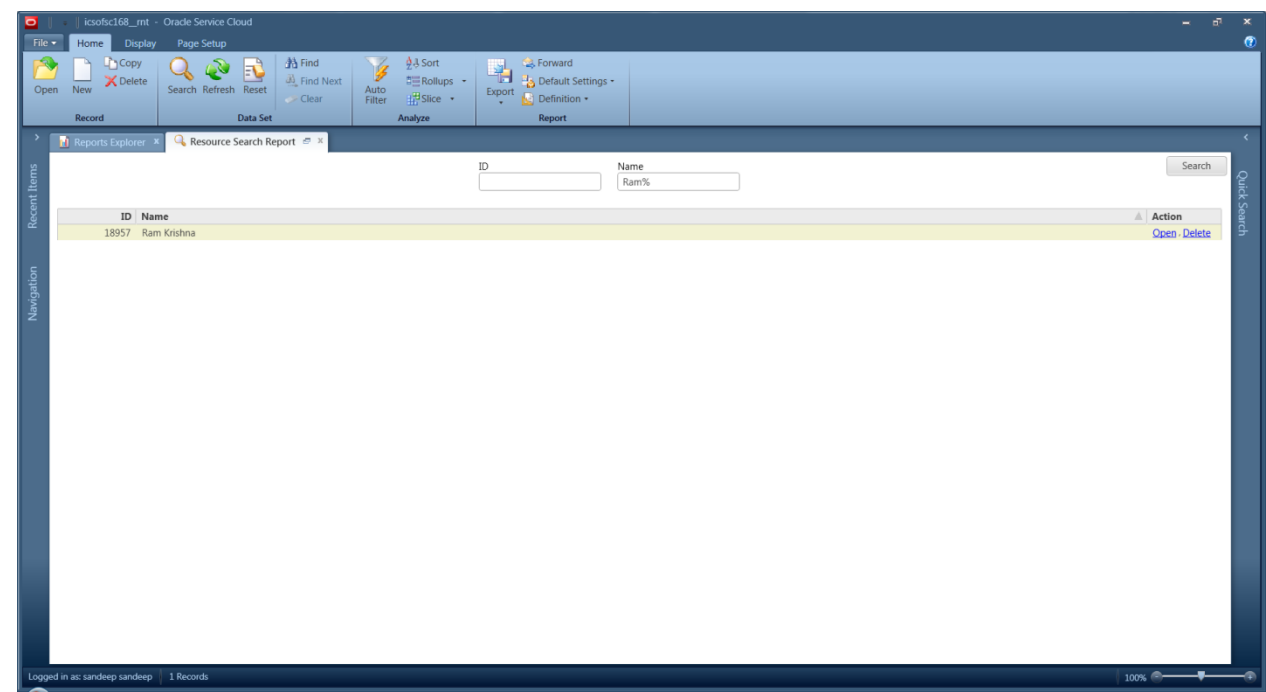 icsofsc168__rnt - Oracle Service Cloud
File Home Display Page Setup
Open New Copy Delete
Search Refresh Reset Find Find Next Clear
Auto Filter Sort Rollups Slice
Export Forward Default Settings Definition
Record Data Set Analyze Report
Reports Explorer x Resource Search Report x
Recent Items
Navigation
Quick Search
ID Name Search
Ram%
ID Name Action
18957 Ram Krishna Open , Delete
Logged in as: sandeep sandeep 1 Records 100%